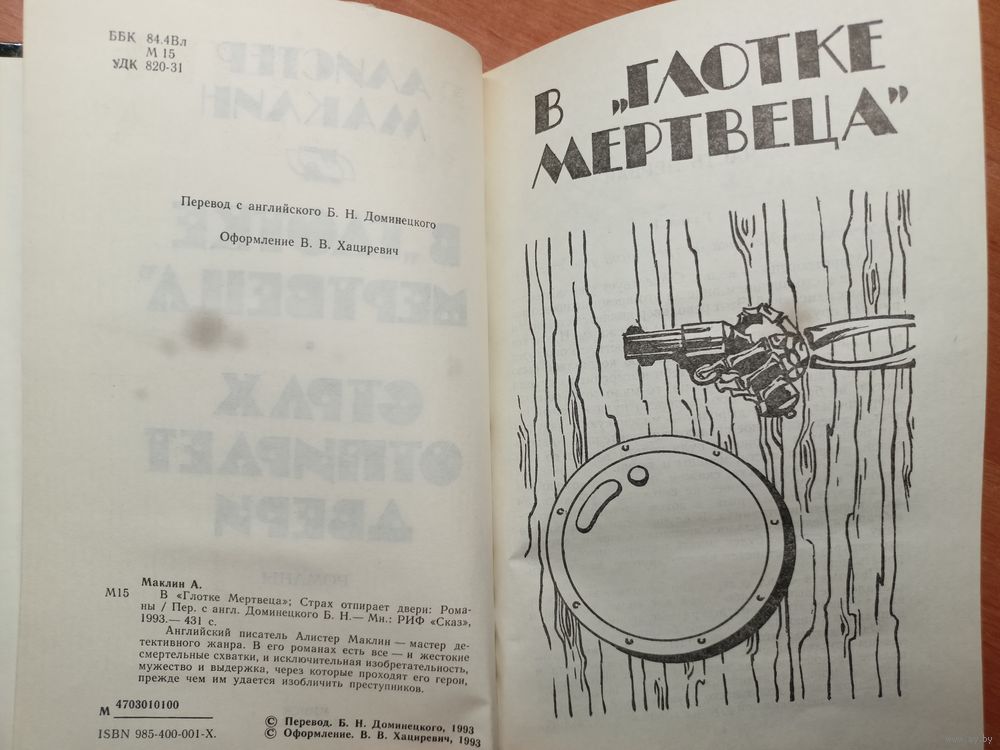 ББК 84.4Вл
М 15
УДК 820-31
Перевод с английского Б. Н. Доминецкого
Оформление В. В. Хациревич
Маклин А.
М15 В «Глотке Мертвеца»; Страх отпирает двери: Рома-
ны / Пер. с англ. Доминецкого Б. Н.— Мн.: РИФ «Сказ»,
1993.— 431 с.
Английский писатель Алистер Маклин — мастер де-
тективного жанра. В его романах есть все — и жестокие
смертельные схватки, и исключительная изобретательность,
мужество и выдержка, через которые проходят его герои,
прежде чем им удается изобличить преступников.
М 4703010100
ISBN 985-400-001-X.
© Перевод. Б. Н. Доминецкого, 1993
© Оформление. В. В. Хациревич, 1993
В „ГЛОТКЕ
МЕРТВЕЦА”